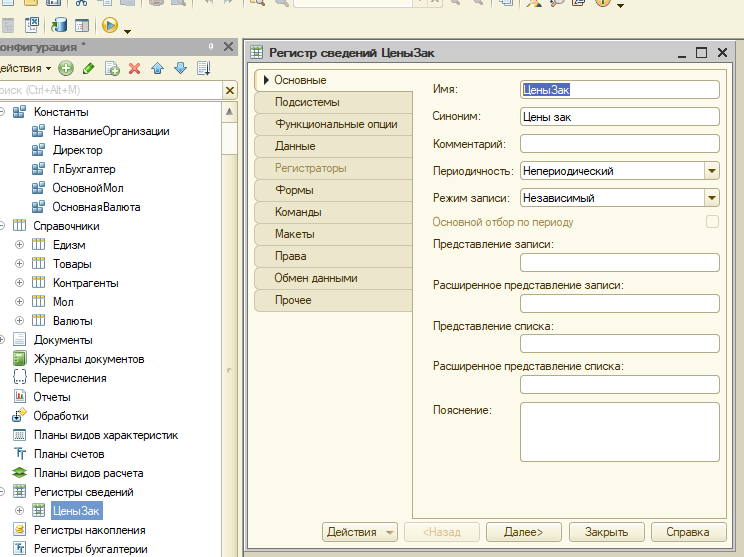 онфигурация *
Действия
оиск (Ctrl+Alt+M)
Константы
НазваниеОрганизации
Директор
ГлБухгалтер
ОсновнойМол
ОсновнаяВалюта
Справочники
Едизм
Товары
Контрагенты
Мол
Валюты
Документы
Журналы документов
Перечисления
Отчеты
Обработки
Планы видов характеристик
Планы счетов
Планы видов расчета
Регистры сведений
ЦеныЗак
Регистры накопления
Регистры бухгалтерии
Регистр сведений ЦеныЗак
Основные
Подсистемы
Функциональные опции
Данные
Регистраторы
Формы
Команды
Макеты
Права
Обмен данными
Прочее
Имя: ЦеныЗак
Синоним: Цены зак
Комментарий:
Периодичность: Непериодический
Режим записи: Независимый
Основной отбор по периоду
Представление записи:
Расширенное представление записи:
Представление списка:
Расширенное представление списка:
Пояснение:
Действия <Назад Далее> Закрыть Справка